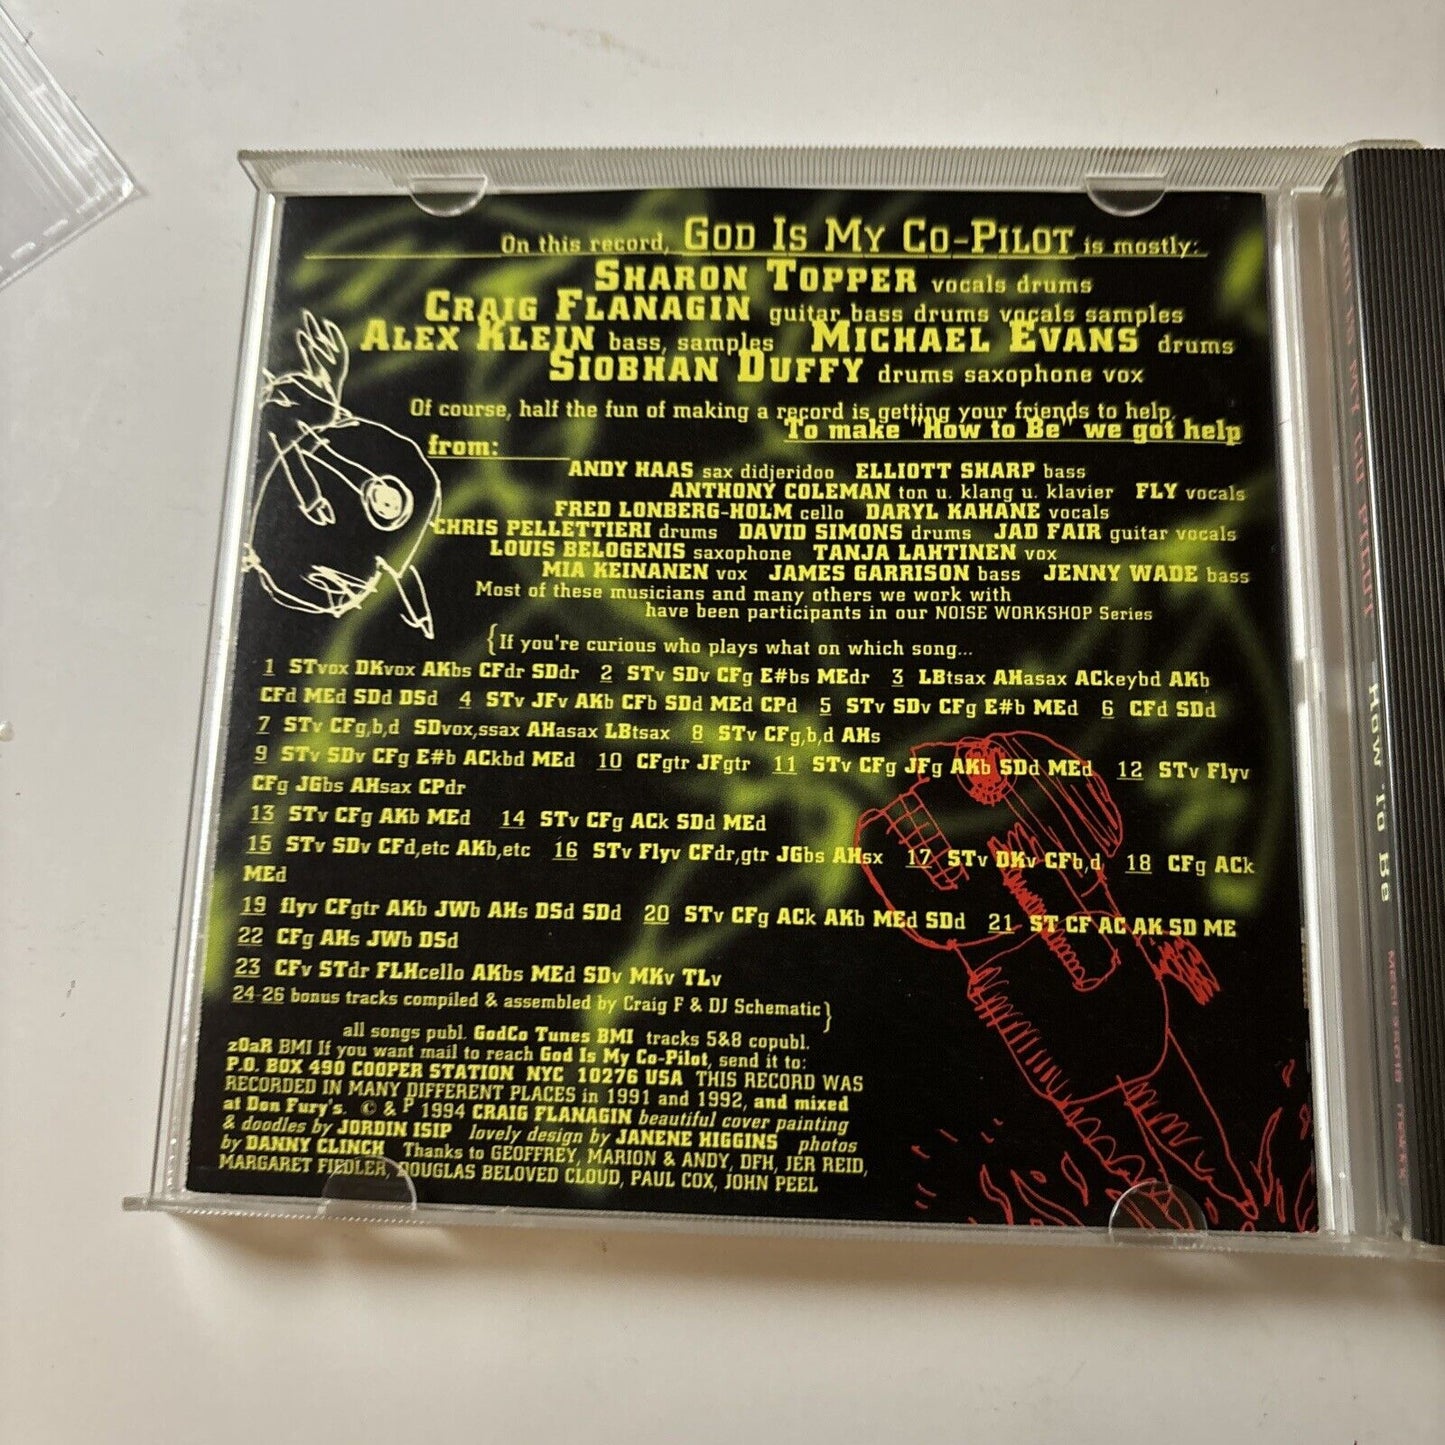 On this record, GOD IS MY CO-PILOT is mostly:
SHARON TOPPER vocals drums
CRAIG FLANAGIN guitar bass drums vocals samples
ALEX KLEIN bass, samples MICHAEL EVANS drums
SIOBHAN DUFFY drums saxophone vox
Of course, half the fun of making a record is getting your friends to help.
To make "How to Be" we got help
from:
ANDY HAAS sax didjeridoo ELLIOTT SHARP bass
ANTHONY COLEMAN ton u. klang u. klavier FLY vocals
FRED LONBERG-HOLM cello DARYL KAHANE vocals
CHRIS PELLETTIERI drums DAVID SIMONS drums JAD FAIR guitar vocals
LOUIS BELOGENIS saxophone TANJA LAHTINEN vox
MIA KEINANEN vox JAMES GARRISON bass JENNY WADE bass
Most of these musicians and many others we work with
have been participants in our NOISE WORKSHOP Series
{If you're curious who plays what on which song...
1 STvox DKvox AKbs CFdr SDdr 2 STv SDv CFg E#bs MEdr 3 LBtsax AHasax ACkeybd AKb
CFd MEd SDd DSd 4 STv JFv AKb CFb SDd MEd CPd 5 STv SDv CFg E#b MEd 6 CFd SDd
7 STv CFg,b,d SDvox,ssax AHasax LBtsax 8 STv CFg,b,d AHs
9 STv SDv CFg E#b ACkbd MEd 10 CFgtr JFgtr 11 STv CFg JFg AKb SDd MEd 12 STv Flyv
CFg JGbs AHsax CPdr
13 STv CFg AKb MEd 14 STv CFg ACk SDd MEd
15 STv SDv CFd,etc AKb,etc 16 STv Flyv CFdr,gtr JGbs AHsx 17 STv DKv CFb,d 18 CFg ACk
MEd
19 flyv CFgtr AKb JWb AHs DSd SDd 20 STv CFg ACk AKb MEd SDd 21 ST CF AC AK SD ME
22 CFg AHs JWb DSd
23 CFv STdr FLHcello AKbs MEd SDv MKv TLv
24-26 bonus tracks compiled & assembled by Craig F & DJ Schematic}
all songs publ. GodCo Tunes BMI tracks 5&8 copubl.
zOaR BMI If you want mail to reach God Is My Co-Pilot, send it to:
P.O. BOX 490 COOPER STATION NYC 10276 USA THIS RECORD WAS
RECORDED IN MANY DIFFERENT PLACES in 1991 and 1992, and mixed
at Don Fury's. © & P 1994 CRAIG FLANAGIN beautiful cover painting
& doodles by JORDIN ISIP lovely design by JANENE HIGGINS photos
by DANNY CLINCH Thanks to GEOFFREY, MARION & ANDY, DFH, JER REID,
MARGARET FIEDLER, DOUGLAS BELOVED CLOUD, PAUL COX, JOHN PEEL
GOD IS MY CO-PILOT How To Be